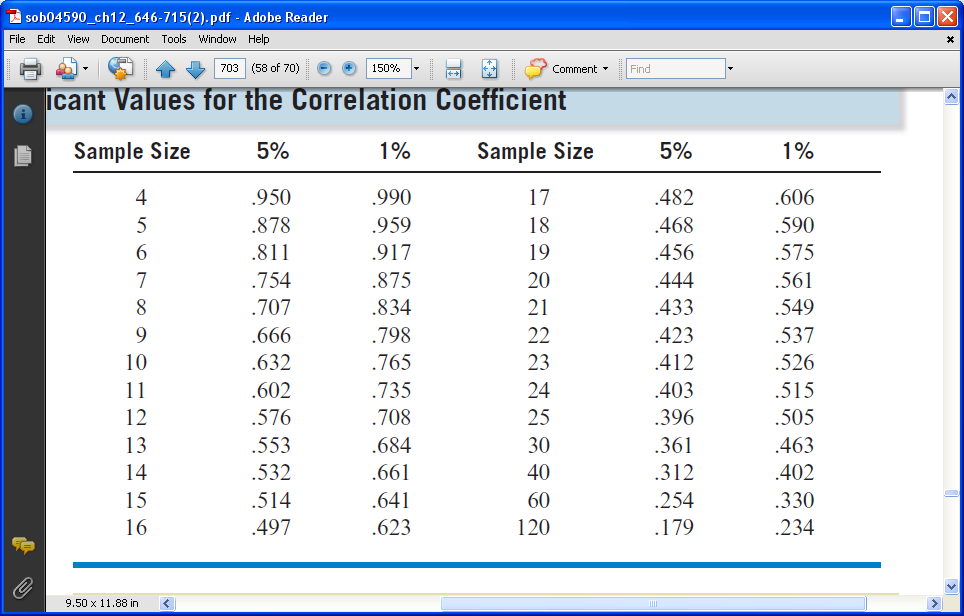 sob04590_ch12_646-715(2).pdf - Adobe Reader
File Edit View Document Tools Window Help
703 (58 of 70) 150% Comment Find
icant Values for the Correlation Coefficient
Sample Size 5% 1% Sample Size 5% 1%
4 .950 .990 17 .482 .606
5 .878 .959 18 .468 .590
6 .811 .917 19 .456 .575
7 .754 .875 20 .444 .561
8 .707 .834 21 .433 .549
9 .666 .798 22 .423 .537
10 .632 .765 23 .412 .526
11 .602 .735 24 .403 .515
12 .576 .708 25 .396 .505
13 .553 .684 30 .361 .463
14 .532 .661 40 .312 .402
15 .514 .641 60 .254 .330
16 .497 .623 120 .179 .234
9.50 x 11.88 in